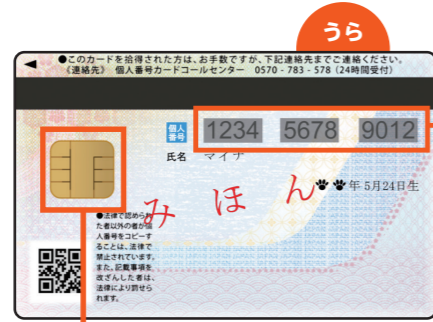 うら
●このカードを拾得された方は、お手数ですが、下記連絡先までご連絡ください。
《連絡先》 個人番号カードコールセンター 0570-783-578（24時間受付）
個人
番号
1234 5678 9012
氏名 マイナ
年 5月24日生
みほん
●法律で認められ
た者以外の者が個
人番号をコピーす
ることは、法律で
禁止されています。
また、記載事項を
改ざんした者は、
法律により罰せら
れます。